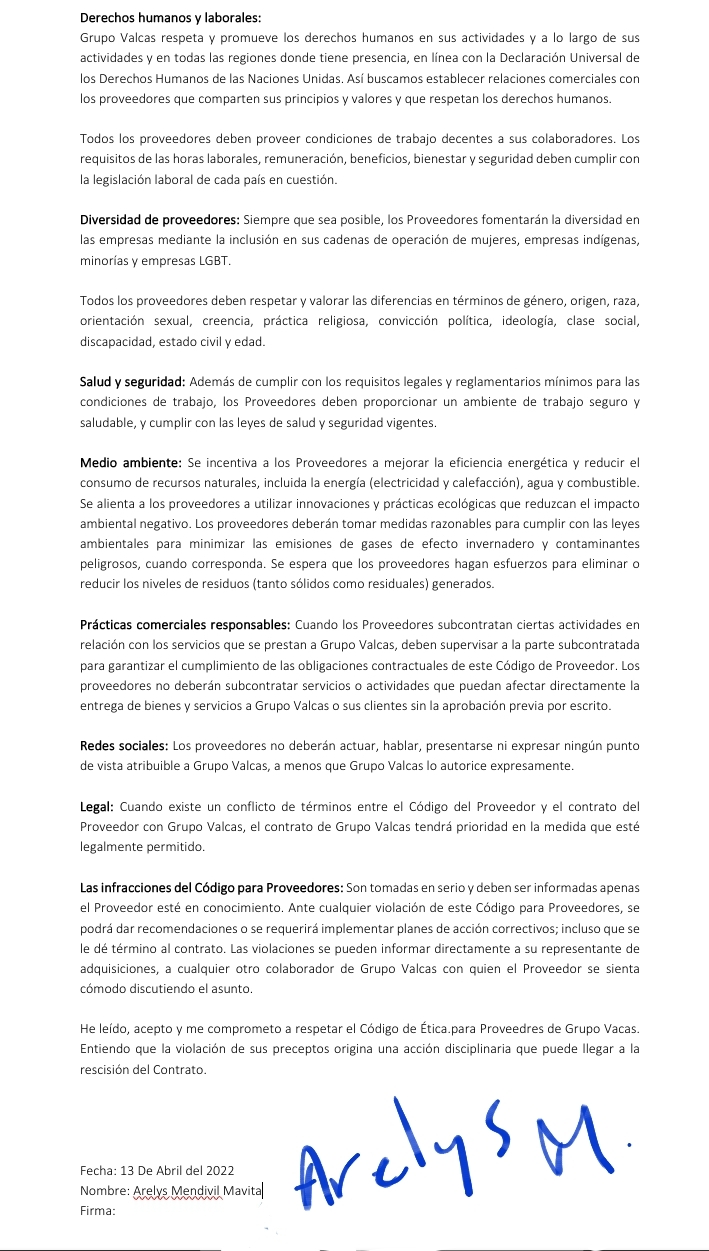 Derechos humanos y laborales:
Grupo Valcas respeta y promueve los derechos humanos en sus actividades y a lo largo de sus
actividades y en todas las regiones donde tiene presencia, en línea con la Declaración Universal de
los Derechos Humanos de las Naciones Unidas. Así buscamos establecer relaciones comerciales con
los proveedores que comparten sus principios y valores y que respetan los derechos humanos.
Todos los proveedores deben proveer condiciones de trabajo decentes a sus colaboradores. Los
requisitos de las horas laborales, remuneración, beneficios, bienestar y seguridad deben cumplir con
la legislación laboral de cada país en cuestión.
Diversidad de proveedores: Siempre que sea posible, los Proveedores fomentarán la diversidad en
las empresas mediante la inclusión en sus cadenas de operación de mujeres, empresas indígenas,
minorías y empresas LGBT.
Todos los proveedores deben respetar y valorar las diferencias en términos de género, origen, raza,
orientación sexual, creencia, práctica religiosa, convicción política, ideología, clase social,
discapacidad, estado civil y edad.
Salud y seguridad: Además de cumplir con los requisitos legales y reglamentarios mínimos para las
condiciones de trabajo, los Proveedores deben proporcionar un ambiente de trabajo seguro y
saludable, y cumplir con las leyes de salud y seguridad vigentes.
Medio ambiente: Se incentiva a los Proveedores a mejorar la eficiencia energética y reducir el
consumo de recursos naturales, incluida la energía (electricidad y calefacción), agua y combustible.
Se alienta a los proveedores a utilizar innovaciones y prácticas ecológicas que reduzcan el impacto
ambiental negativo. Los proveedores deberán tomar medidas razonables para cumplir con las leyes
ambientales para minimizar las emisiones de gases de efecto invernadero y contaminantes
peligrosos, cuando corresponda. Se espera que los proveedores hagan esfuerzos para eliminar o
reducir los niveles de residuos (tanto sólidos como residuales) generados.
Prácticas comerciales responsables: Cuando los Proveedores subcontratan ciertas actividades en
relación con los servicios que se prestan a Grupo Valcas, deben supervisar a la parte subcontratada
para garantizar el cumplimiento de las obligaciones contractuales de este Código de Proveedor. Los
proveedores no deberán subcontratar servicios o actividades que puedan afectar directamente la
entrega de bienes y servicios a Grupo Valcas o sus clientes sin la aprobación previa por escrito.
Redes sociales: Los proveedores no deberán actuar, hablar, presentarse ni expresar ningún punto
de vista atribuible a Grupo Valcas, a menos que Grupo Valcas lo autorice expresamente.
Legal: Cuando existe un conflicto de términos entre el Código del Proveedor y el contrato del
Proveedor con Grupo Valcas, el contrato de Grupo Valcas tendrá prioridad en la medida que esté
legalmente permitido.
Las infracciones del Código para Proveedores: Son tomadas en serio y deben ser informadas apenas
el Proveedor esté en conocimiento. Ante cualquier violación de este Código para Proveedores, se
podrá dar recomendaciones o se requerirá implementar planes de acción correctivos; incluso que se
le dé término al contrato. Las violaciones se pueden informar directamente a su representante de
adquisiciones, a cualquier otro colaborador de Grupo Valcas con quien el Proveedor se sienta
cómodo discutiendo el asunto.
He leído, acepto y me comprometo a respetar el Código de Ética.para Proveedres de Grupo Vacas.
Entiendo que la violación de sus preceptos origina una acción disciplinaria que puede llegar a la
rescisión del Contrato.
Arelys M.
Fecha: 13 De Abril del 2022
Nombre: Arelys Mendivil Mavita
Firma: